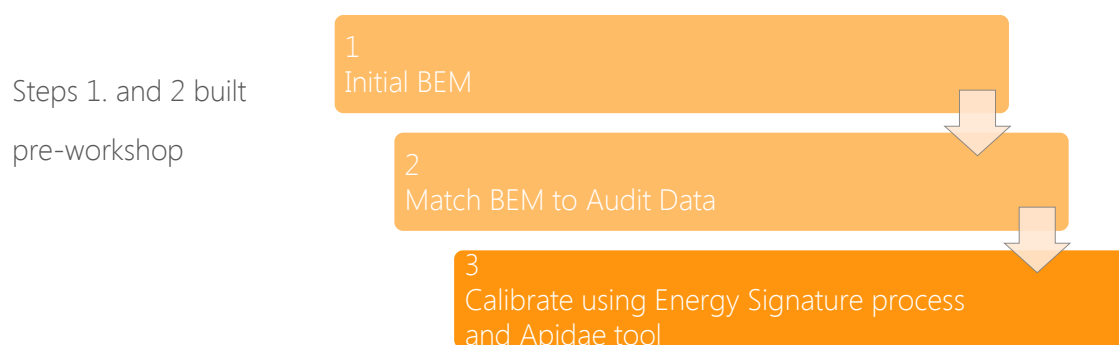 Steps 1. and 2 built
pre-workshop
1
Initial BEM
2
Match BEM to Audit Data
3
Calibrate using Energy Signature process
and Apidae tool